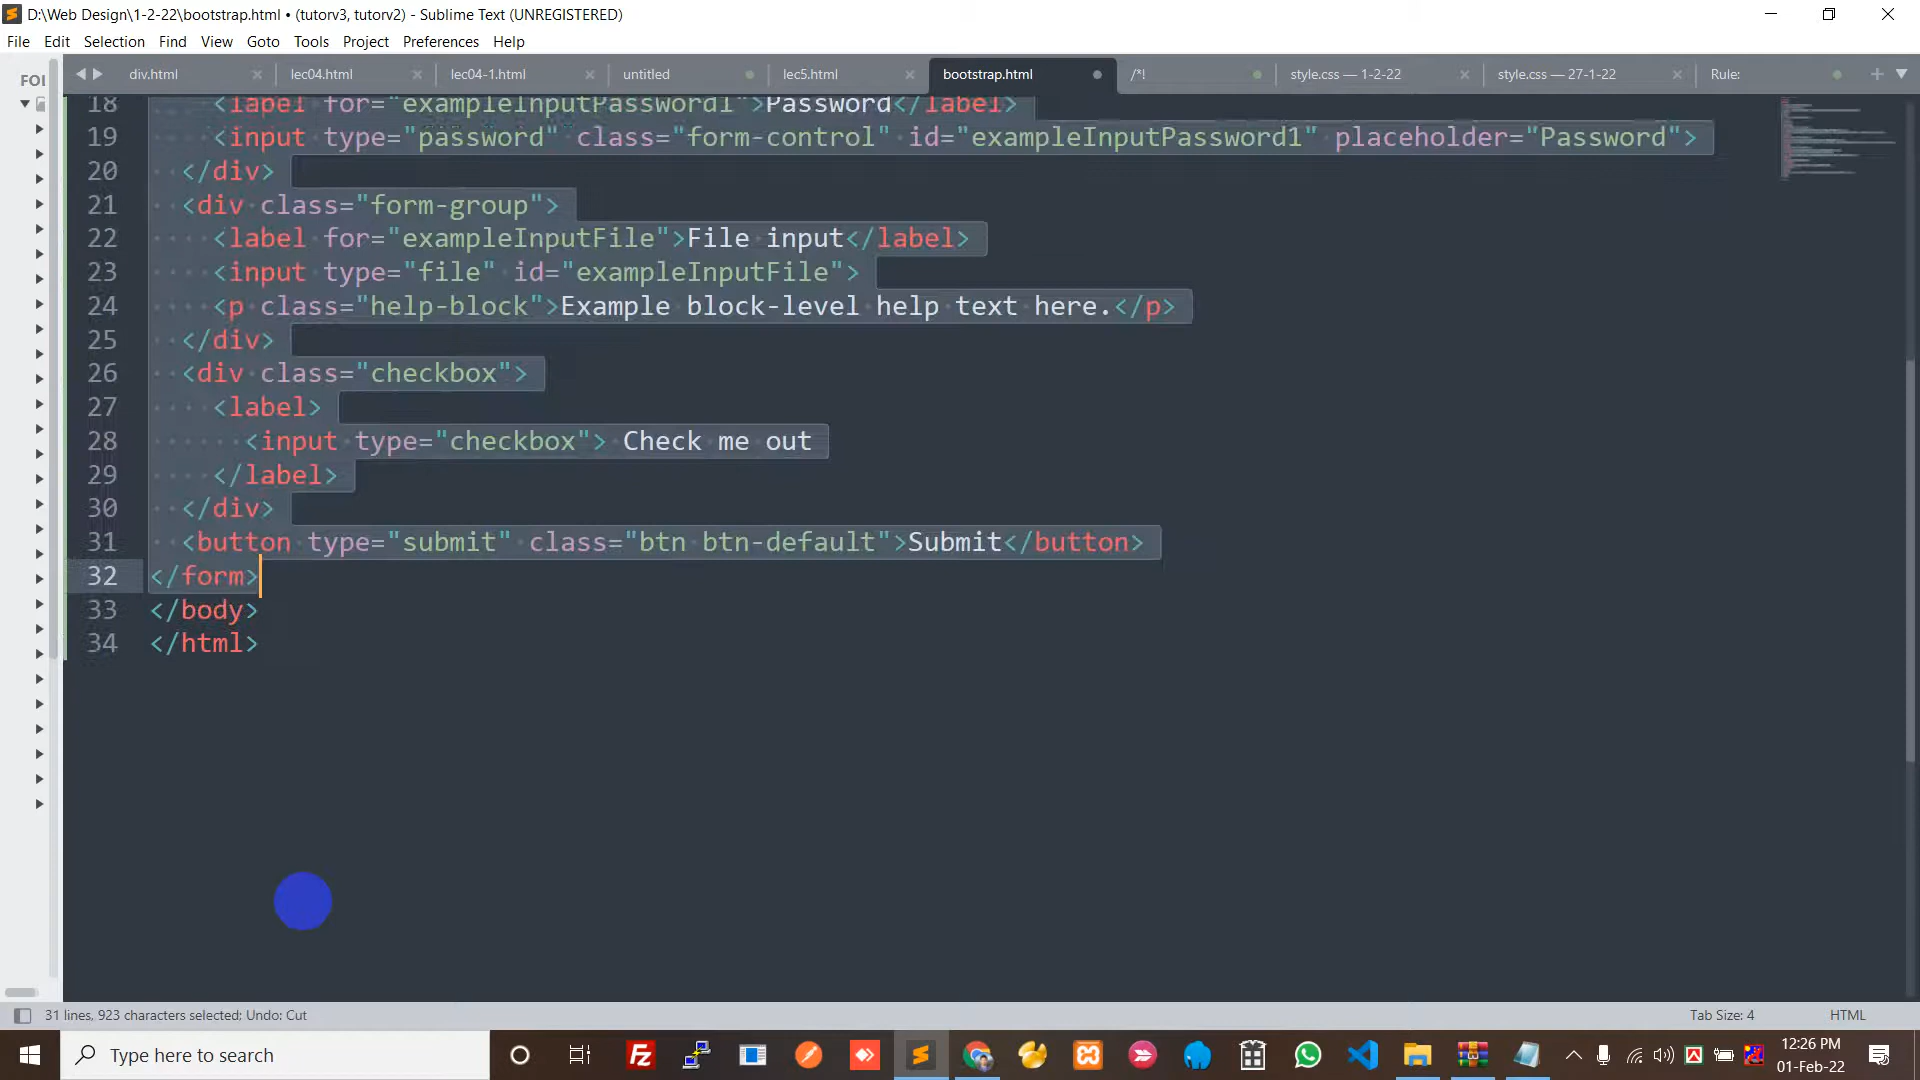 D:\Web Design\1-2-22\bootstrap.html • (tutorv3, tutorv2) - Sublime Text (UNREGISTERED)
File Edit Selection Find View Goto Tools Project Preferences Help
FOL
div.html lec04.html lec04-1.html untitled lec5.html bootstrap.html /*! style.css — 1-2-22 style.css — 27-1-22 Rule:
18 <label for="exampleInputPassword1">Password</label>
19 <input type="password" class="form-control" id="exampleInputPassword1" placeholder="Password">
20 </div>
21 <div class="form-group">
22 <label for="exampleInputFile">File input</label>
23 <input type="file" id="exampleInputFile">
24 <p class="help-block">Example block-level help text here.</p>
25 </div>
26 <div class="checkbox">
27 <label>
28 <input type="checkbox"> Check me out
29 </label>
30 </div>
31 <button type="submit" class="btn btn-default">Submit</button>
32 </form>
33 </body>
34 </html>
31 lines, 923 characters selected; Undo: Cut Tab Size: 4 HTML
Type here to search
12:26 PM
01-Feb-22